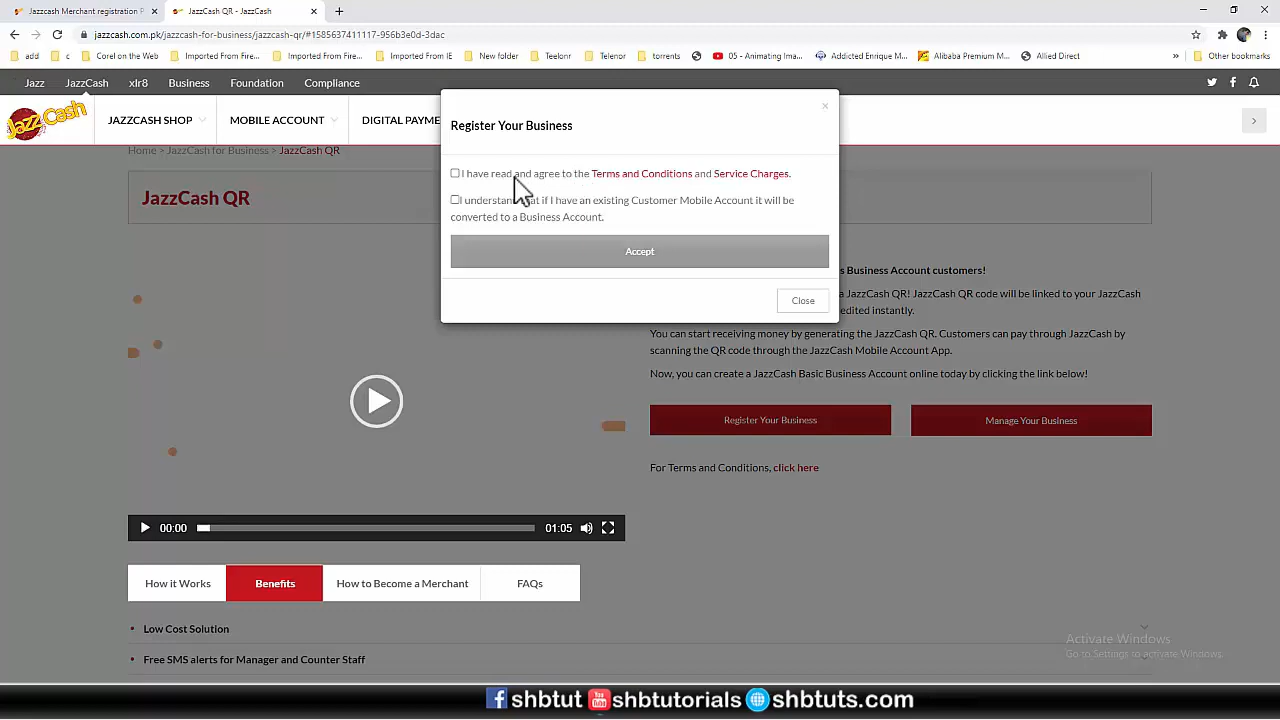 Jazzcash Merchant registration P
JazzCash QR - JazzCash
jazzcash.com.pk/jazzcash-for-business/jazzcash-qr/#1585637411117-956b3e0d-3dac
add
c
Corel on the Web
Imported From Fire...
Imported From Fire...
Imported From IE
New folder
Teelonr
Telenor
torrents
05 - Animating Ima...
Addicted Enrique M...
Alibaba Premium M...
Allied Direct
»
Other bookmarks
Jazz
JazzCash
xlr8
Business
Foundation
Compliance
Jazz Cash
JAZZCASH SHOP
MOBILE ACCOUNT
DIGITAL PAYME
Home > JazzCash for Business > JazzCash QR
JazzCash QR
Register Your Business
I have read and agree to the Terms and Conditions and Service Charges.
I understan at if I have an existing Customer Mobile Account it will be
converted to a Business Account.
Accept
Close
s Business Account customers!
a JazzCash QR! JazzCash QR code will be linked to your JazzCash
edited instantly.
You can start receiving money by generating the JazzCash QR. Customers can pay through JazzCash by
scanning the QR code through the JazzCash Mobile Account App.
Now, you can create a JazzCash Basic Business Account online today by clicking the link below!
Register Your Business
Manage Your Business
For Terms and Conditions, click here
00:00
01:05
How it Works
Benefits
How to Become a Merchant
FAQs
Low Cost Solution
Free SMS alerts for Manager and Counter Staff
Activate Windows
Go to Settings to activate Windows.
shbtut
shbtutorials
shbtuts.com